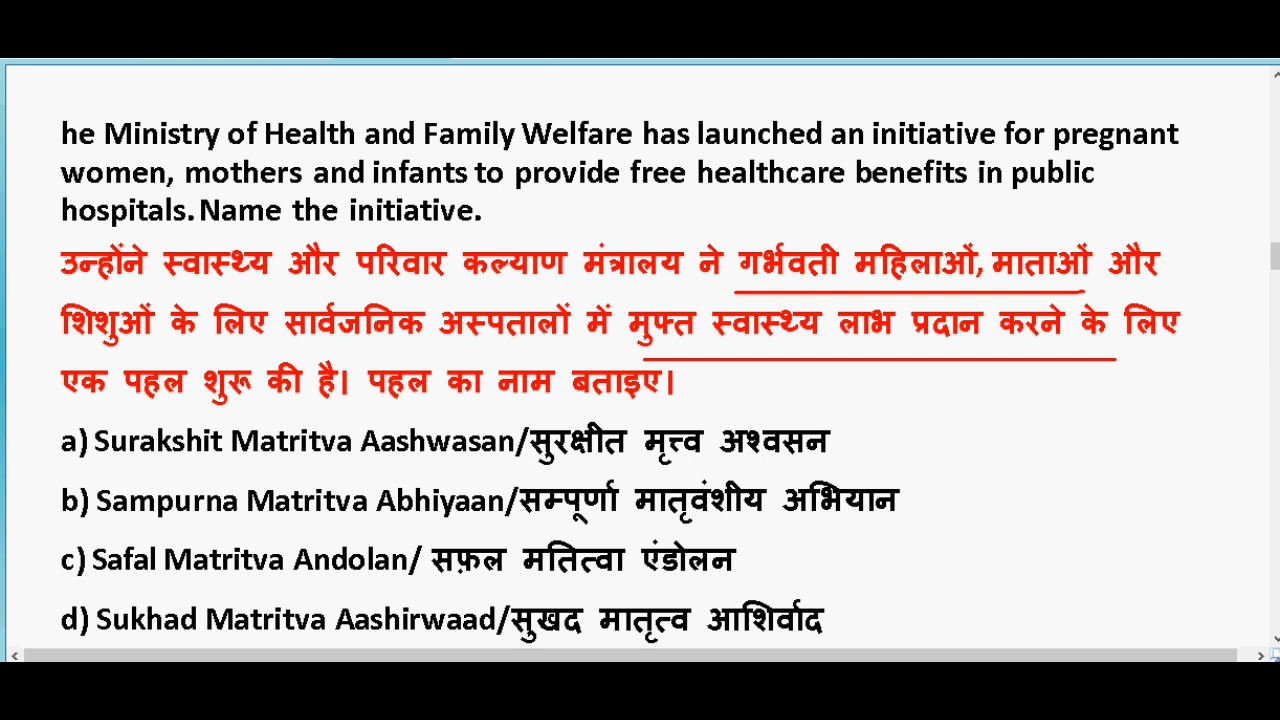 he Ministry of Health and Family Welfare has launched an initiative for pregnant
women, mothers and infants to provide free healthcare benefits in public
hospitals. Name the initiative.
उन्होंने स्वास्थ्य और परिवार कल्याण मंत्रालय ने गर्भवती महिलाओं, माताओं और
शिशुओं के लिए सार्वजनिक अस्पतालों में मुफ्त स्वास्थ्य लाभ प्रदान करने के लिए
एक पहल शुरू की है। पहल का नाम बताइए।
a) Surakshit Matritva Aashwasan/सुरक्षीत मृत्त्व अश्वसन
b) Sampurna Matritva Abhiyaan/सम्पूर्णा मातृवंशीय अभियान
c) Safal Matritva Andolan/ सफ़ल मतित्वा एंडोलन
d) Sukhad Matritva Aashirwaad/सुखद मातृत्व आशिर्वाद